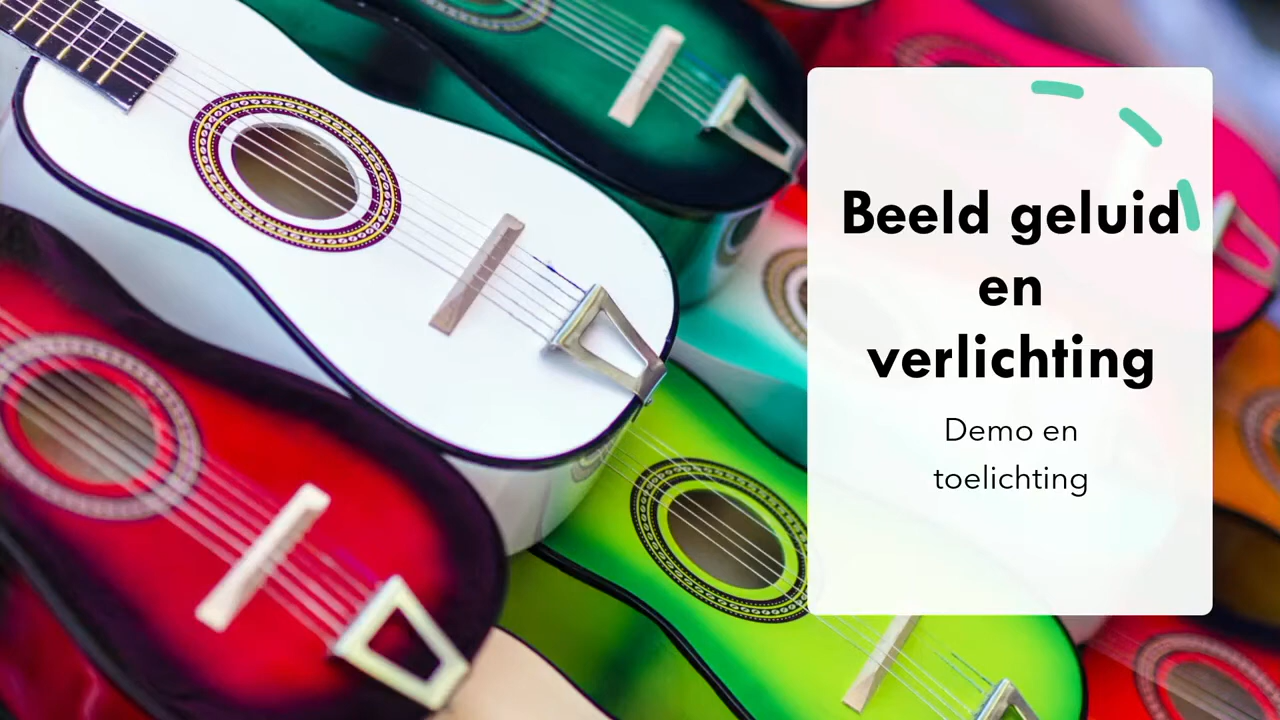 Beeld geluid
en
verlichting
Demo en
toelichting